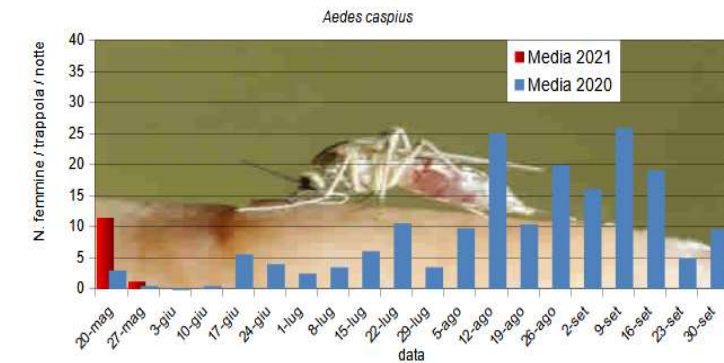 Aedes caspius
N. femmine / trappola / notte
40
35
30
25
20
15
10
5
0
Media 2021
Media 2020
20-mag
27-mag
3-giu
10-giu
17-giu
24-giu
1-lug
8-lug
15-lug
22-lug
29-lug
5-ago
12-ago
19-ago
26-ago
2-set
9-set
16-set
23-set
30-set
data